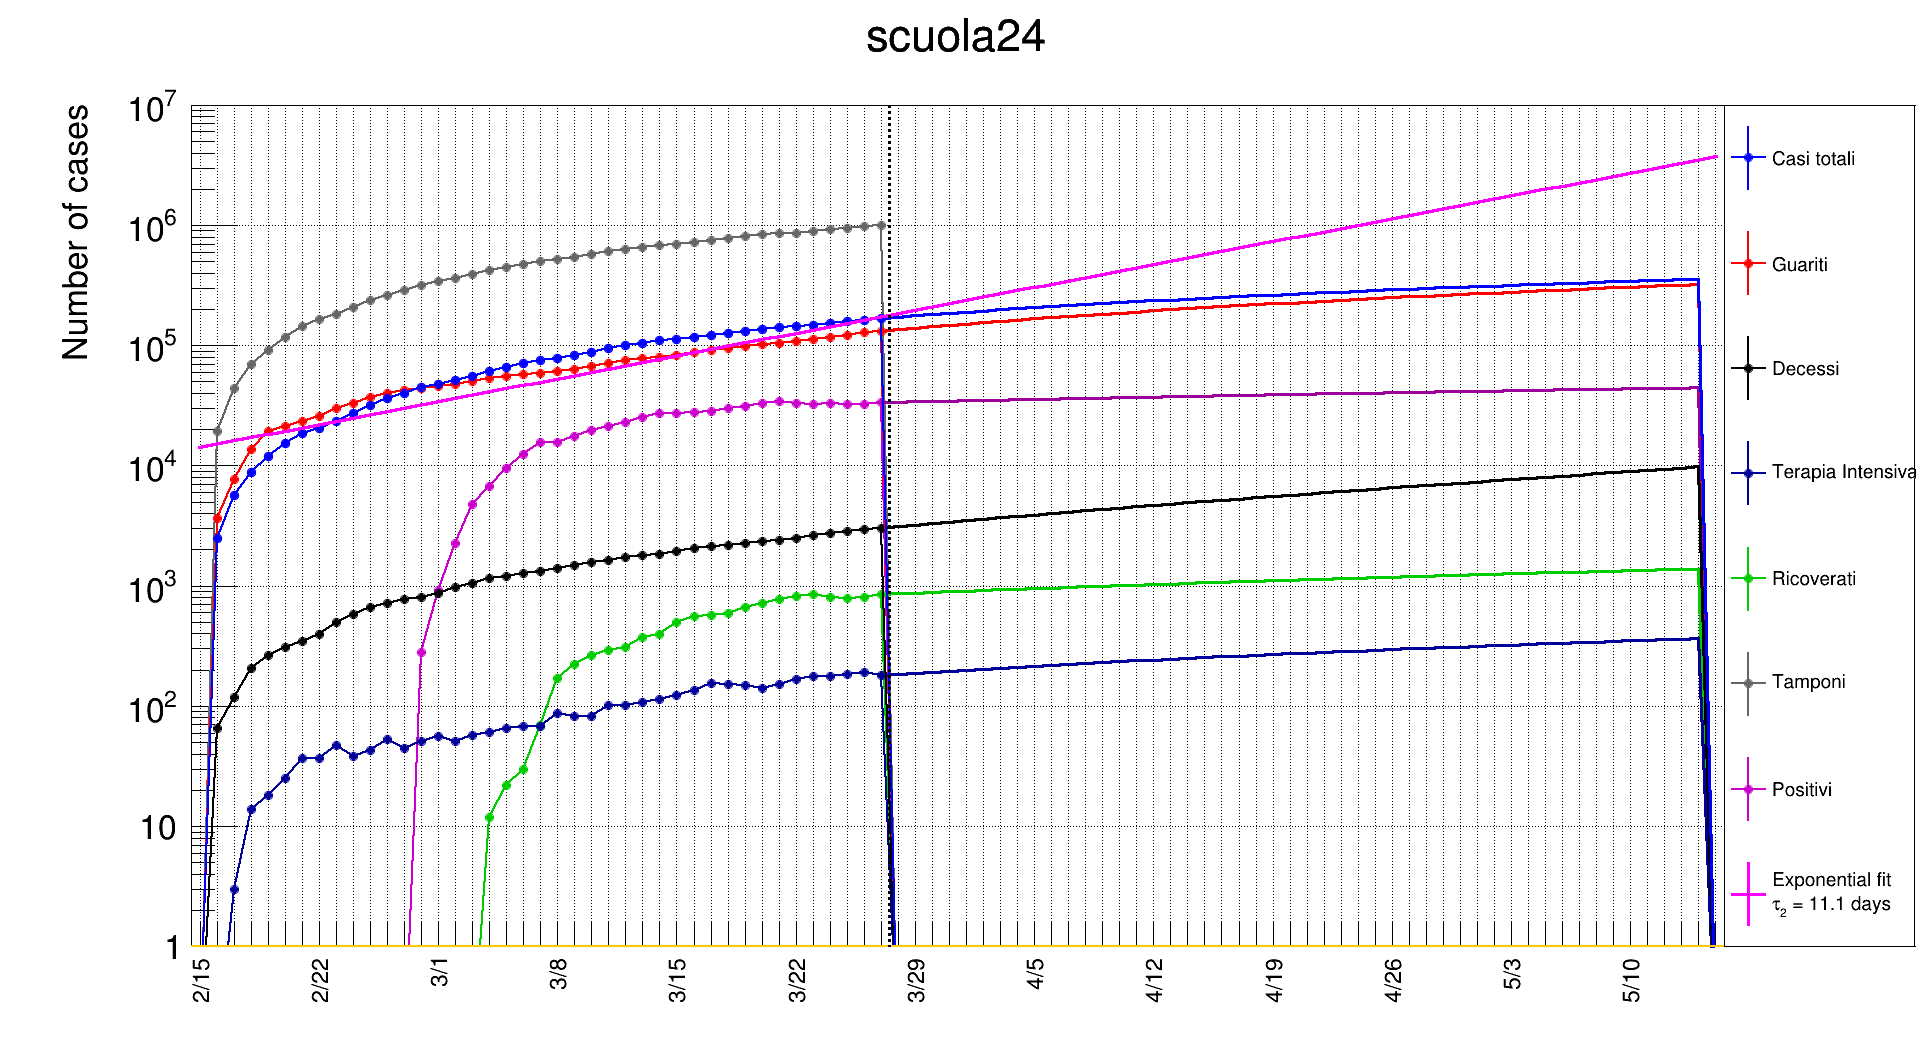 scuola24
Number of cases
10^7
10^6
10^5
10^4
10^3
10^2
10
1
2/15
2/22
3/1
3/8
3/15
3/22
3/29
4/5
4/12
4/19
4/26
5/3
5/10
Casi totali
Guariti
Decessi
Terapia Intensiva
Ricoverati
Tamponi
Positivi
Exponential fit
τ₂ = 11.1 days